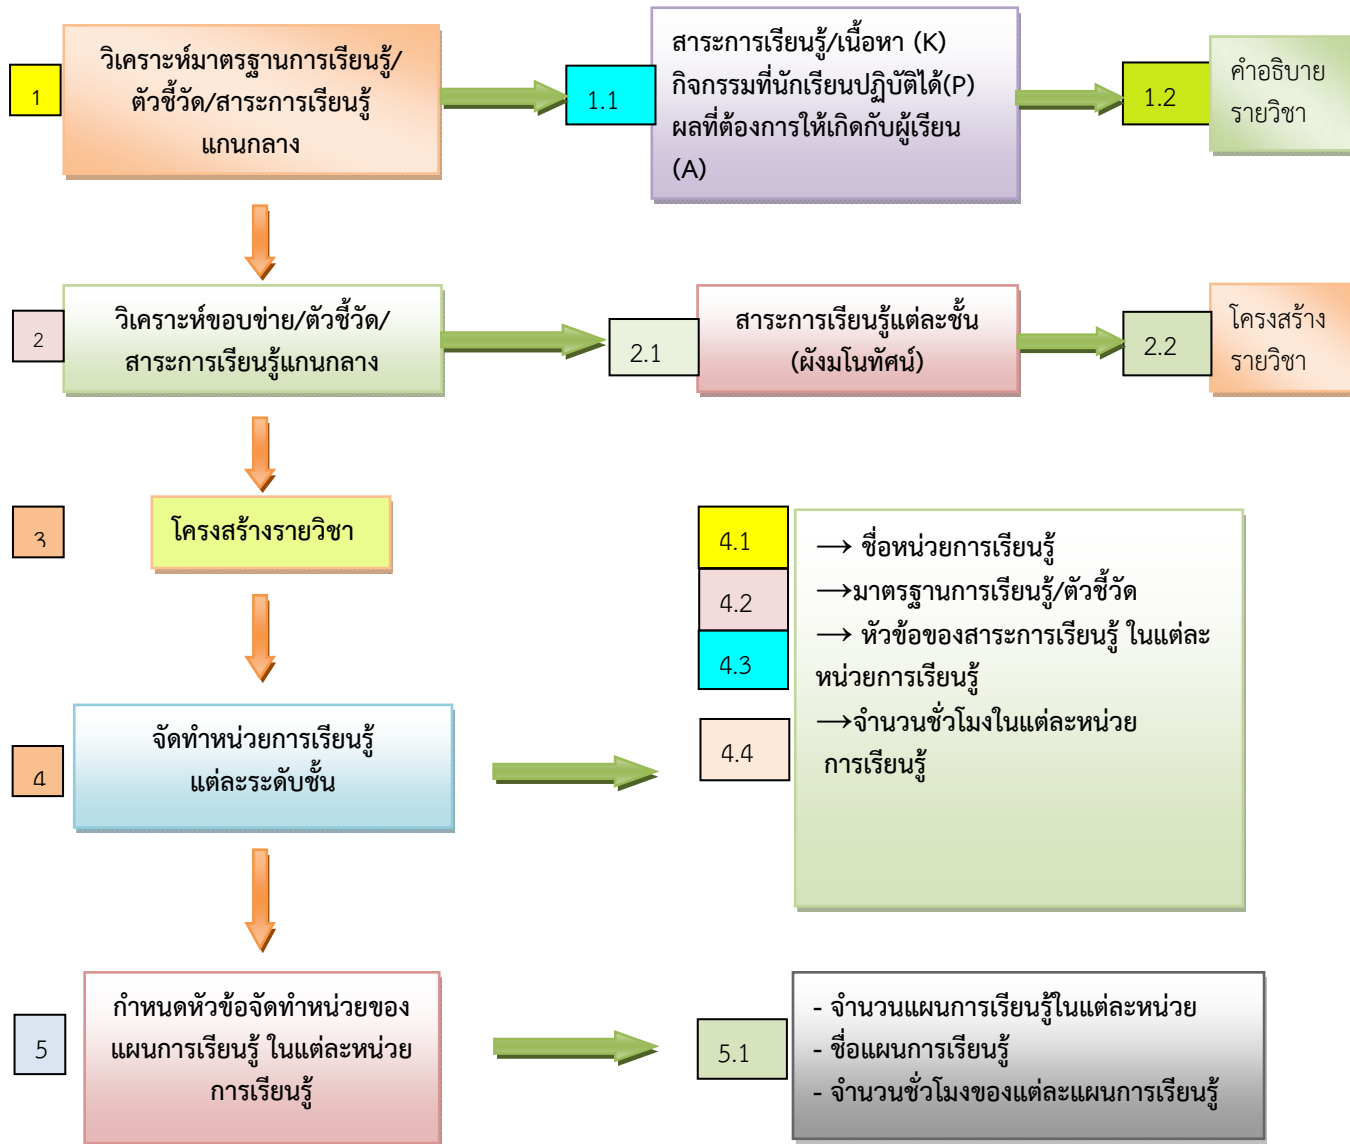 1
วิเคราะห์มาตรฐานการเรียนรู้/
ตัวชี้วัด/สาระการเรียนรู้
แกนกลาง
1.1
สาระการเรียนรู้/เนื้อหา (K)
กิจกรรมที่นักเรียนปฏิบัติได้(P)
ผลที่ต้องการให้เกิดกับผู้เรียน
(A)
1.2
คำอธิบาย
รายวิชา
2
วิเคราะห์ขอบข่าย/ตัวชี้วัด/
สาระการเรียนรู้แกนกลาง
2.1
สาระการเรียนรู้แต่ละชั้น
(ผังมโนทัศน์)
2.2
โครงสร้าง
รายวิชา
3
โครงสร้างรายวิชา
4
จัดทำหน่วยการเรียนรู้
แต่ละระดับชั้น
4.1
4.2
4.3
4.4
→ ชื่อหน่วยการเรียนรู้
→มาตรฐานการเรียนรู้/ตัวชี้วัด
→ หัวข้อของสาระการเรียนรู้ ในแต่ละ
หน่วยการเรียนรู้
→จำนวนชั่วโมงในแต่ละหน่วย
การเรียนรู้
5
กำหนดหัวข้อจัดทำหน่วยของ
แผนการเรียนรู้ ในแต่ละหน่วย
การเรียนรู้
5.1
- จำนวนแผนการเรียนรู้ในแต่ละหน่วย
- ชื่อแผนการเรียนรู้
- จำนวนชั่วโมงของแต่ละแผนการเรียนรู้